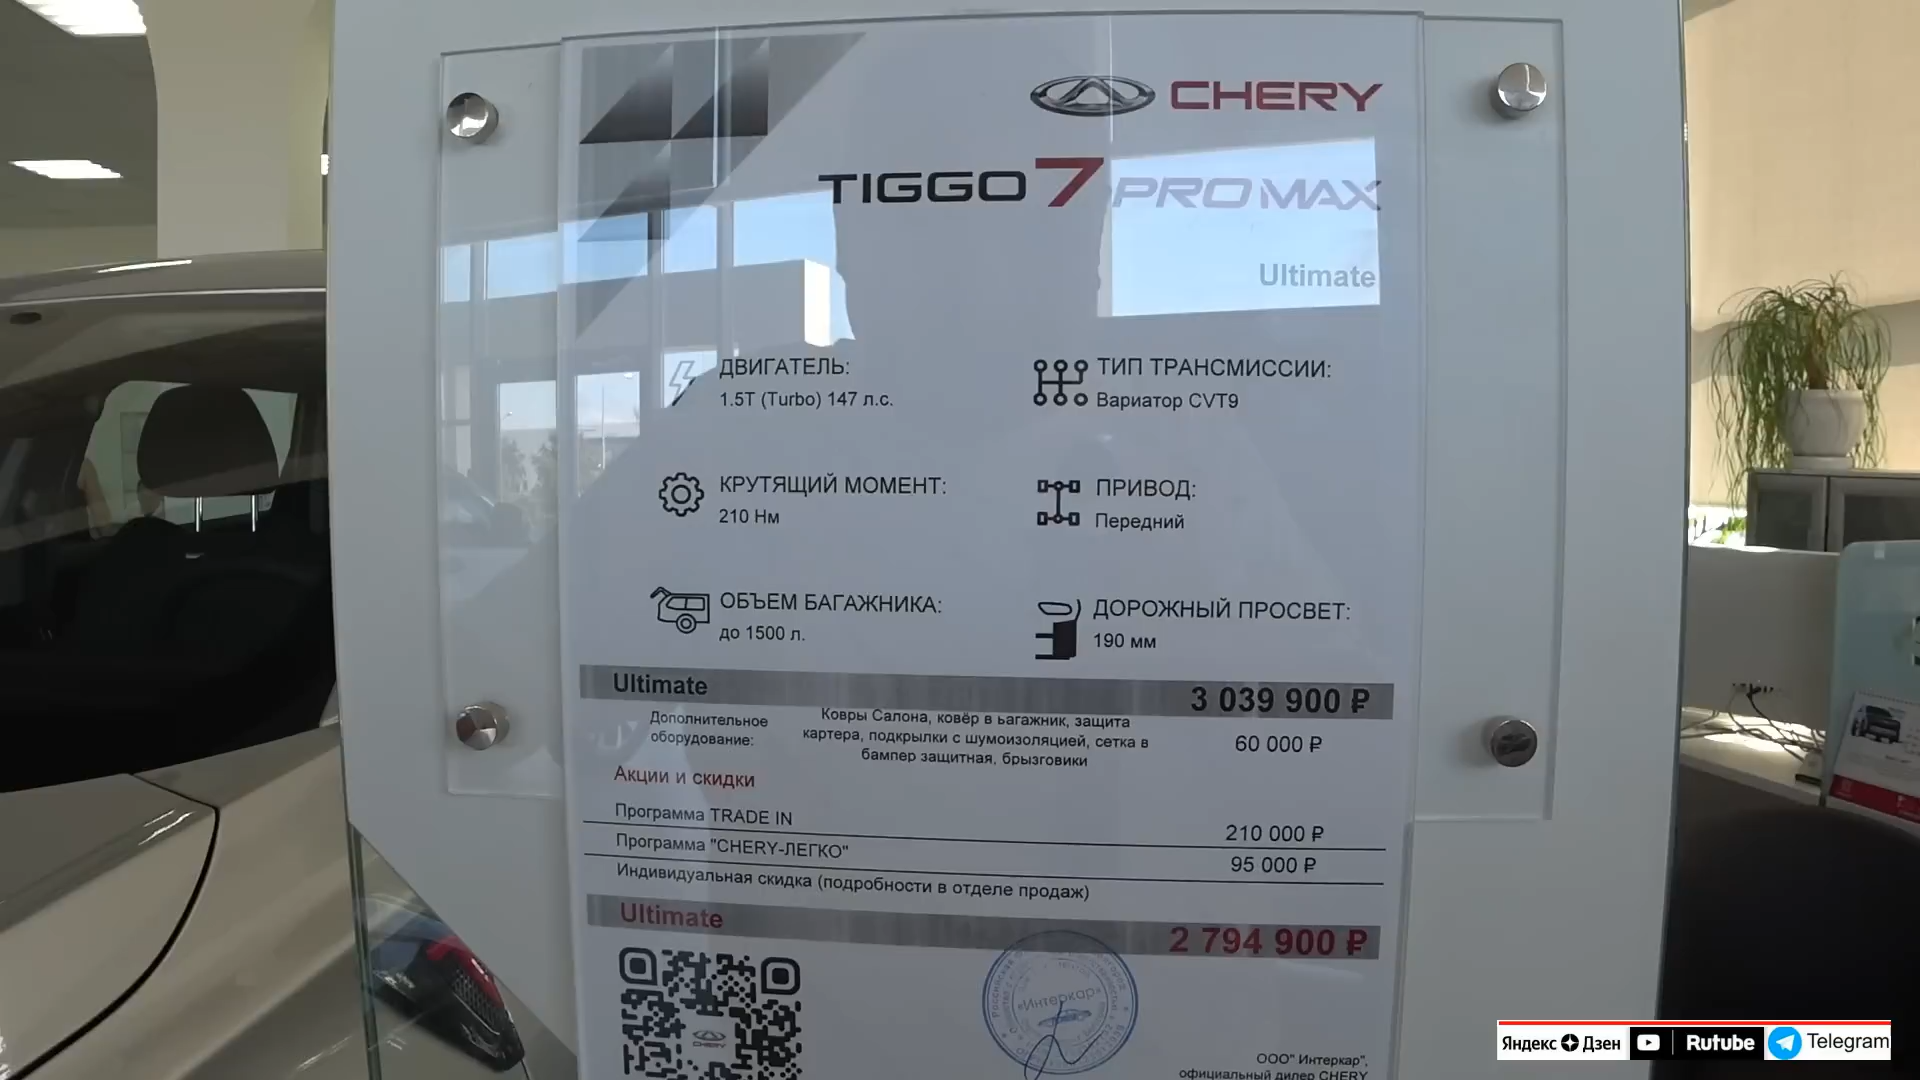 CHERY
TIGGO 7 PRO MAX
Ultimate
ДВИГАТЕЛЬ:
1.5T (Turbo) 147 л.с.
ТИП ТРАНСМИССИИ:
Вариатор CVT9
КРУТЯЩИЙ МОМЕНТ:
210 Нм
ПРИВОД:
Передний
ОБЪЕМ БАГАЖНИКА:
до 1500 л.
ДОРОЖНЫЙ ПРОСВЕТ:
190 мм
Ultimate 3 039 900 ₽
Дополнительное оборудование:
Ковры Салона, ковёр в багажник, защита
картера, подкрылки с шумоизоляцией, сетка в
бампер защитная, брызговики
60 000 ₽
Акции и скидки
Программа TRADE IN 210 000 ₽
Программа "CHERY-ЛЕГКО" 95 000 ₽
Индивидуальная скидка (подробности в отделе продаж)
Ultimate 2 794 900 ₽
CHERY
«Интеркар»
ООО" Интеркар",
официальный дилер CHERY
Яндекс Дзен
Rutube
Telegram